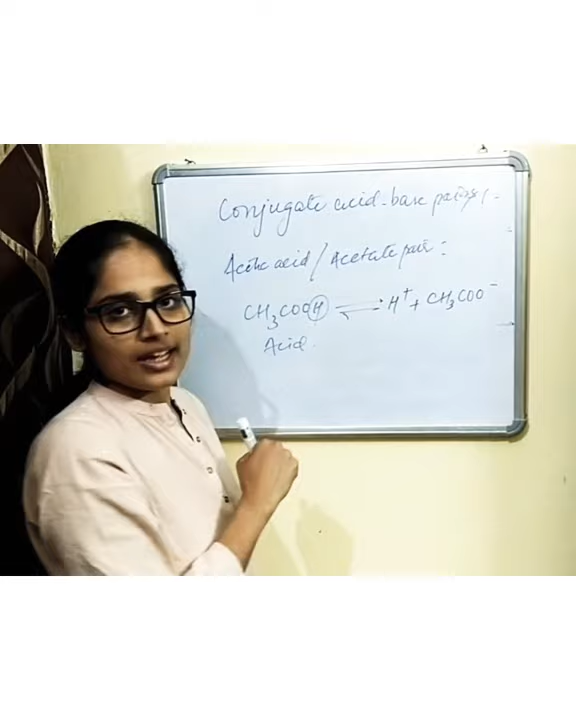 Conjugate acid-base pairs:-
Acetic acid / Acetate pair:
CH₃COOH ⇌ H⁺ + CH₃COO⁻
Acid.